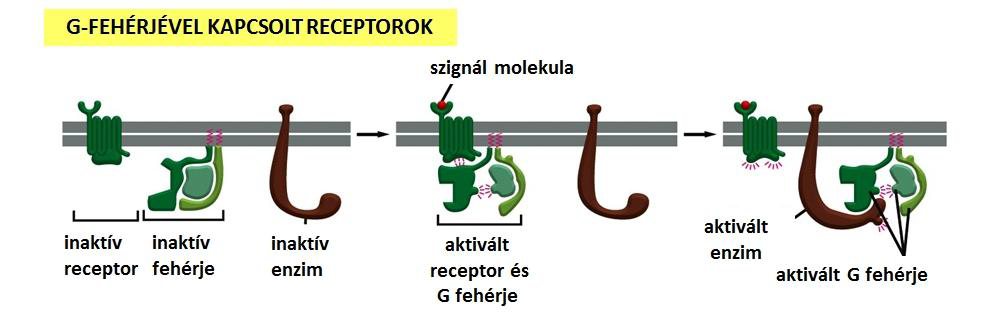 G-FEHÉRJÉVEL KAPCSOLT RECEPTOROK
szignál molekula
inaktív
receptor
inaktív
fehérje
inaktív
enzim
aktivált
receptor és
G fehérje
aktivált
enzim
aktivált G fehérje